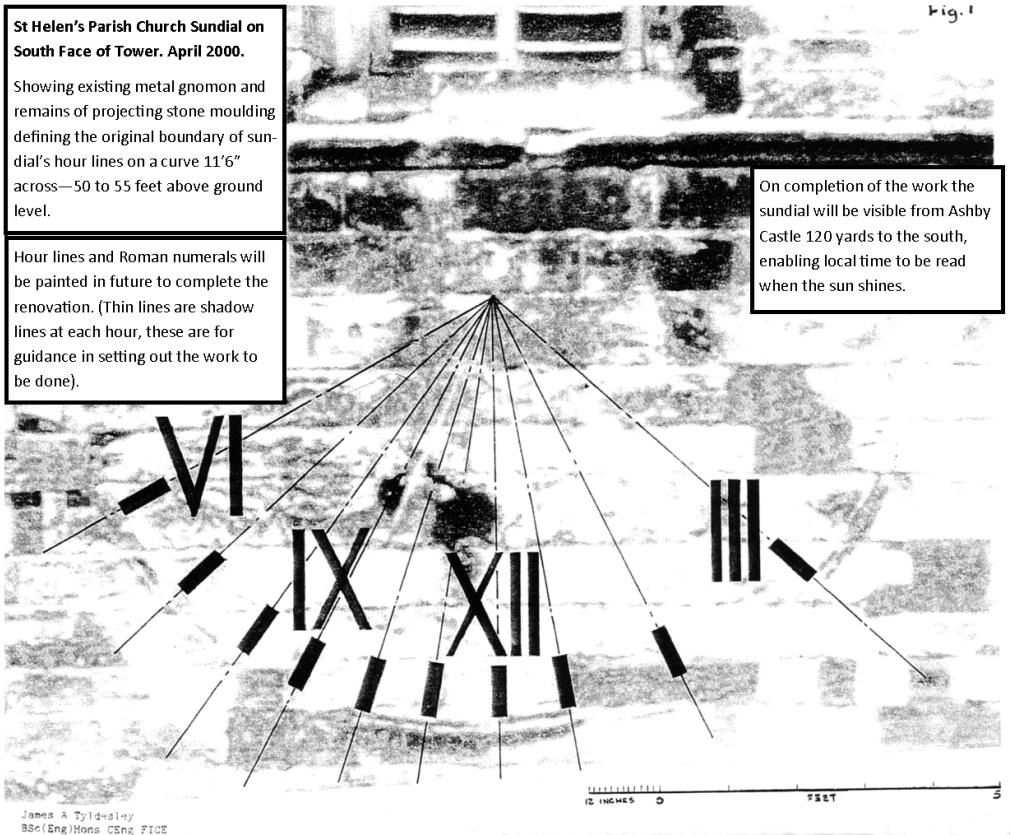 Fig. 1
St Helen's Parish Church Sundial on
South Face of Tower. April 2000.
Showing existing metal gnomon and
remains of projecting stone moulding
defining the original boundary of sun-
dial's hour lines on a curve 11'6"
across—50 to 55 feet above ground
level.
Hour lines and Roman numerals will
be painted in future to complete the
renovation. (Thin lines are shadow
lines at each hour, these are for
guidance in setting out the work to
be done).
On completion of the work the
sundial will be visible from Ashby
Castle 120 yards to the south,
enabling local time to be read
when the sun shines.
VI
IX
XII
III
12 INCHES 0 FEET 5
James A Tyldesley
BSc(Eng)Hons CEng FICE